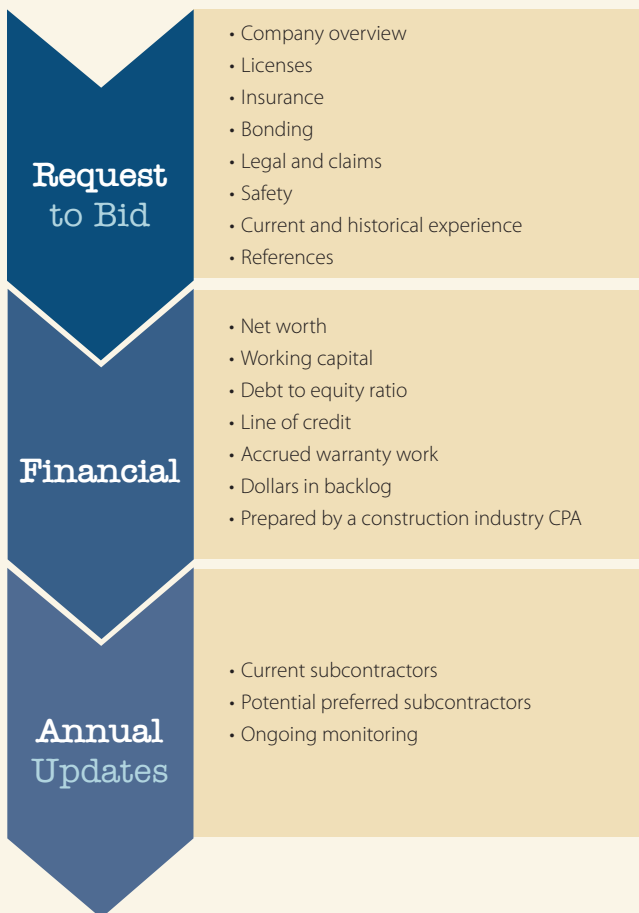 Request
to Bid
• Company overview
• Licenses
• Insurance
• Bonding
• Legal and claims
• Safety
• Current and historical experience
• References
Financial
• Net worth
• Working capital
• Debt to equity ratio
• Line of credit
• Accrued warranty work
• Dollars in backlog
• Prepared by a construction industry CPA
Annual
Updates
• Current subcontractors
• Potential preferred subcontractors
• Ongoing monitoring